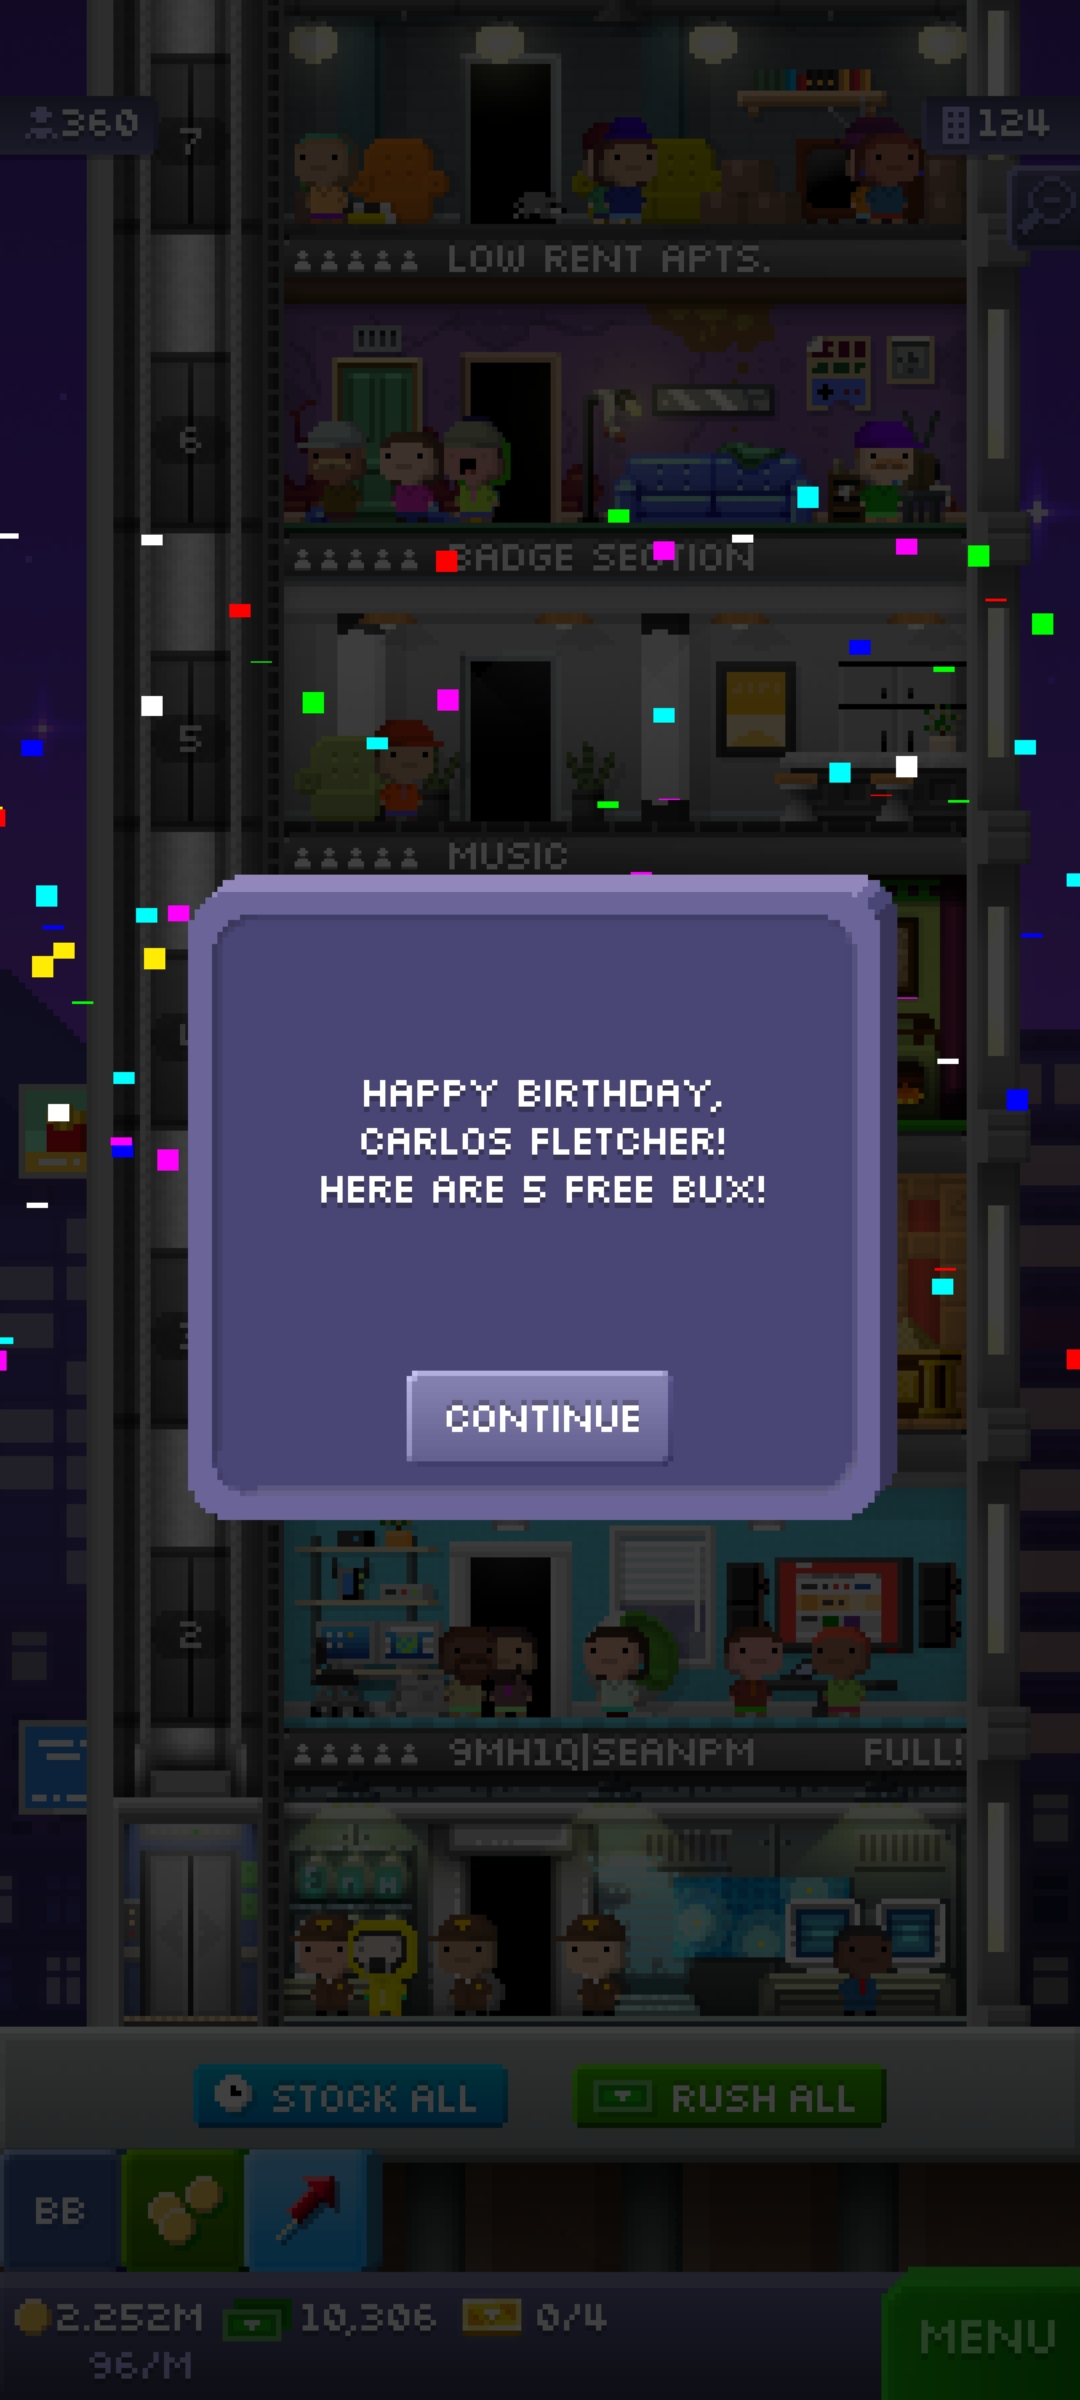 360
124
7
LOW RENT APTS.
6
BADGE SECTION
5
MUSIC
HAPPY BIRTHDAY,
CARLOS FLETCHER!
HERE ARE 5 FREE BUX!
CONTINUE
2
9MH1Q|SEANPM FULL!
STOCK ALL
RUSH ALL
BB
2.252M
10,306
0/4
96/M
MENU